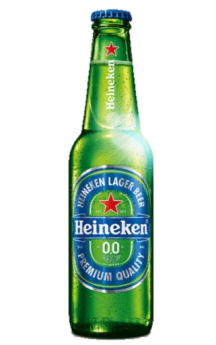 Heineken
HEINEKEN LAGER BEER
Heineken
0.0
PREMIUM QUALITY